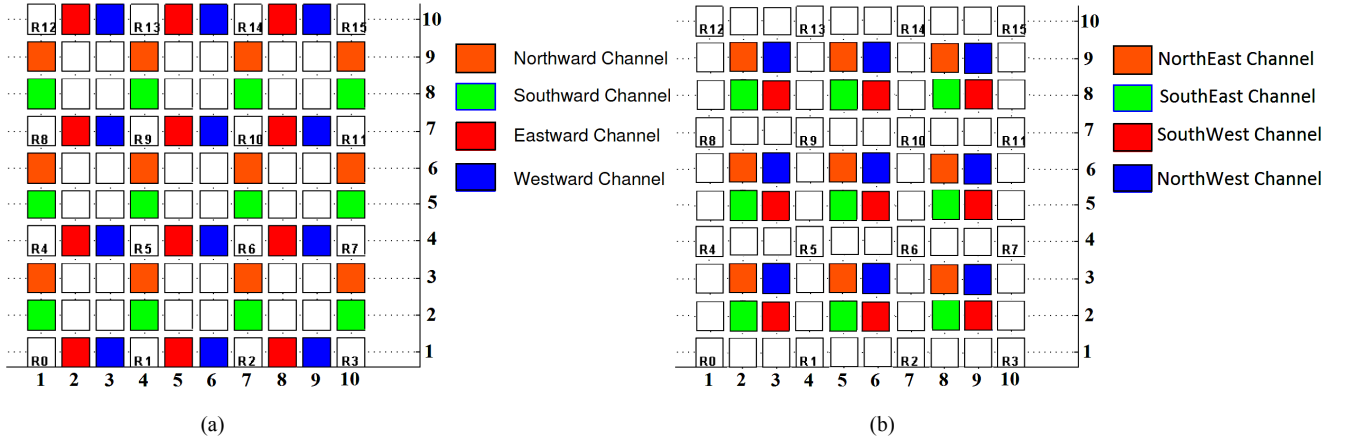 R12 R13 R14 R15 10
9
8
R8 R9 R10 R11 7
6
5
R4 R5 R6 R7 4
3
2
R0 R1 R2 R3 1
1 2 3 4 5 6 7 8 9 10
Northward Channel
Southward Channel
Eastward Channel
Westward Channel
(a)
R12 R13 R14 R15 10
9
8
R8 R9 R10 R11 7
6
5
R4 R5 R6 R7 4
3
2
R0 R1 R2 R3 1
1 2 3 4 5 6 7 8 9 10
NorthEast Channel
SouthEast Channel
SouthWest Channel
NorthWest Channel
(b)